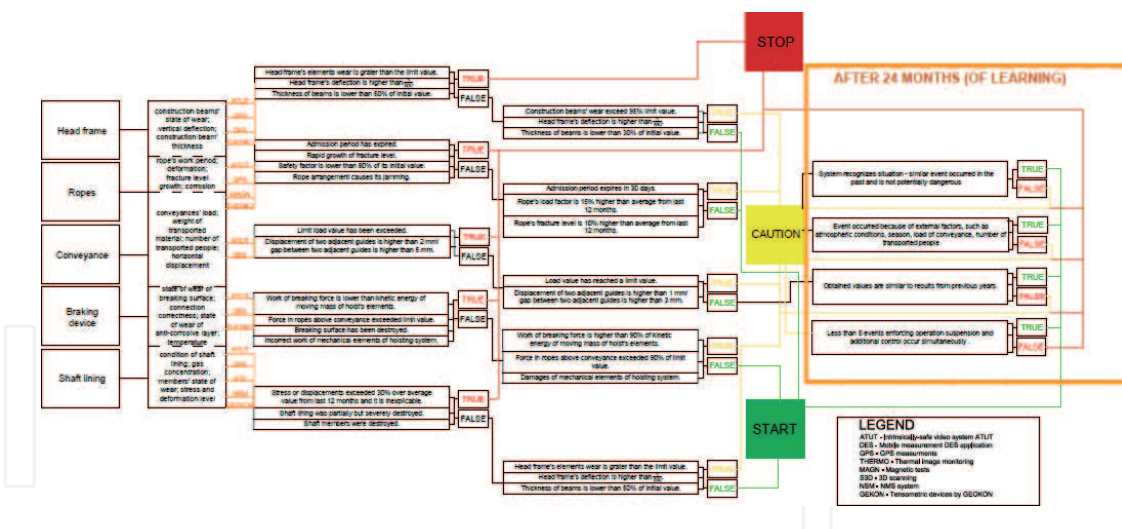 STOP
AFTER 24 MONTHS (OF LEARNING)
Head frame
Ropes
Conveyance
Braking
device
Shaft lining
construction beams'
state of wear;
vertical deflection;
construction beam'
thickness
rope's work period;
deformation;
fracture level
growth; corrosion
conveyances' load;
weight of
transported
material; number of
transported people;
horizontal
displacement
state of wear of
breaking surface;
connection
correctness; state
of wear of
anti-corrosive layer;
temperature
condition of shaft
lining; gas
concentration;
members' state of
wear; stress and
deformation level
Head frame's elements wear is grater than the limit value.
Head frame's deflection is higher than
Thickness of beams is lower than 50% of initial value.
TRUE
FALSE
Admission period has expired.
Rapid growth of fracture level.
Safety factor is lower than 80% of its initial value.
Rope arrangement causes its jamming.
TRUE
FALSE
Limit load value has been exceeded.
Displacement of two adjacent guides is higher than 2 mm/
gap between two adjacent guides is higher than 5 mm.
TRUE
FALSE
Work of breaking force is lower than kinetic energy of
moving mass of hoist's elements.
Force in ropes above conveyance exceeded limit value.
Breaking surface has been destroyed.
Incorrect work of mechanical elements of hoisting system.
TRUE
FALSE
Stress or displacements exceeded 30% over average
value from last 12 months and it is inexplicable.
Shaft lining was partially but severely destroyed.
Shaft members were destroyed.
TRUE
FALSE
Construction beams' wear exceed 95% limit value.
Head frame's deflection is higher than
Thickness of beams is lower than 30% of initial value.
TRUE
FALSE
Admission period expires in 30 days.
Rope's load factor is 15% higher than average from last
12 months.
Rope's fracture level is 10% higher than average from last
12 months.
TRUE
FALSE
Load value has reached a limit value.
Displacement of two adjacent guides is higher than 1 mm/
gap between two adjacent guides is higher than 3 mm.
TRUE
FALSE
Work of breaking force is higher than 90% of kinetic
energy of moving mass of hoist's elements.
Force in ropes above conveyance exceeded 90% of limit
value.
Damages of mechanical elements of hoisting system.
TRUE
FALSE
Head frame's elements wear is grater than the limit value.
Head frame's deflection is higher than
Thickness of beams is lower than 50% of initial value.
TRUE
FALSE
CAUTION
START
System recognizes situation - similar event occurred in the
past and is not potentially dangerous
TRUE
FALSE
Event occurred because of external factors, such as
atmospheric conditions, season, load of conveyance, number of
transported people
TRUE
FALSE
Obtained values are similar to results from previous years.
TRUE
FALSE
Less than 5 events enforcing operation suspension and
additional control occur simultaneously .
TRUE
FALSE
LEGEND
ATUT - Intrinsically-safe video system ATUT
DES - Mobile measurement DES application
GPS - GPS measurments
THERMO - Thermal image monitoring
MAGN - Magnetic tests
S3D - 3D scanning
NSM - NMS system
GEKON - Tensometric devices by GEOKON